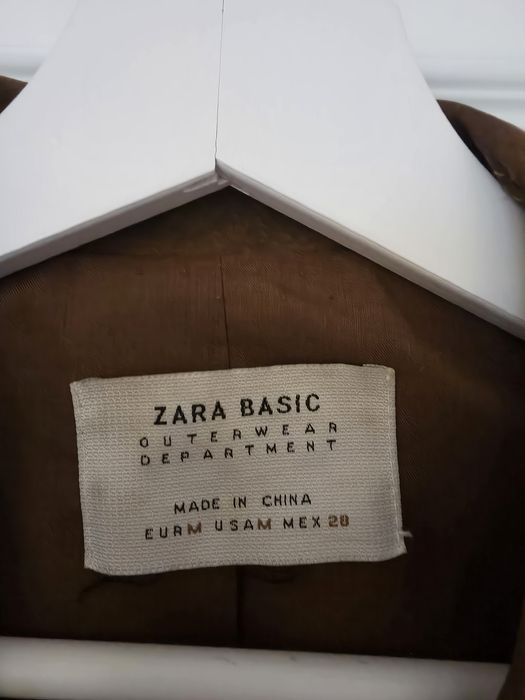 ZARA BASIC
OUTERWEAR
DEPARTMENT
MADE IN CHINA
EUR M USA M MEX 28